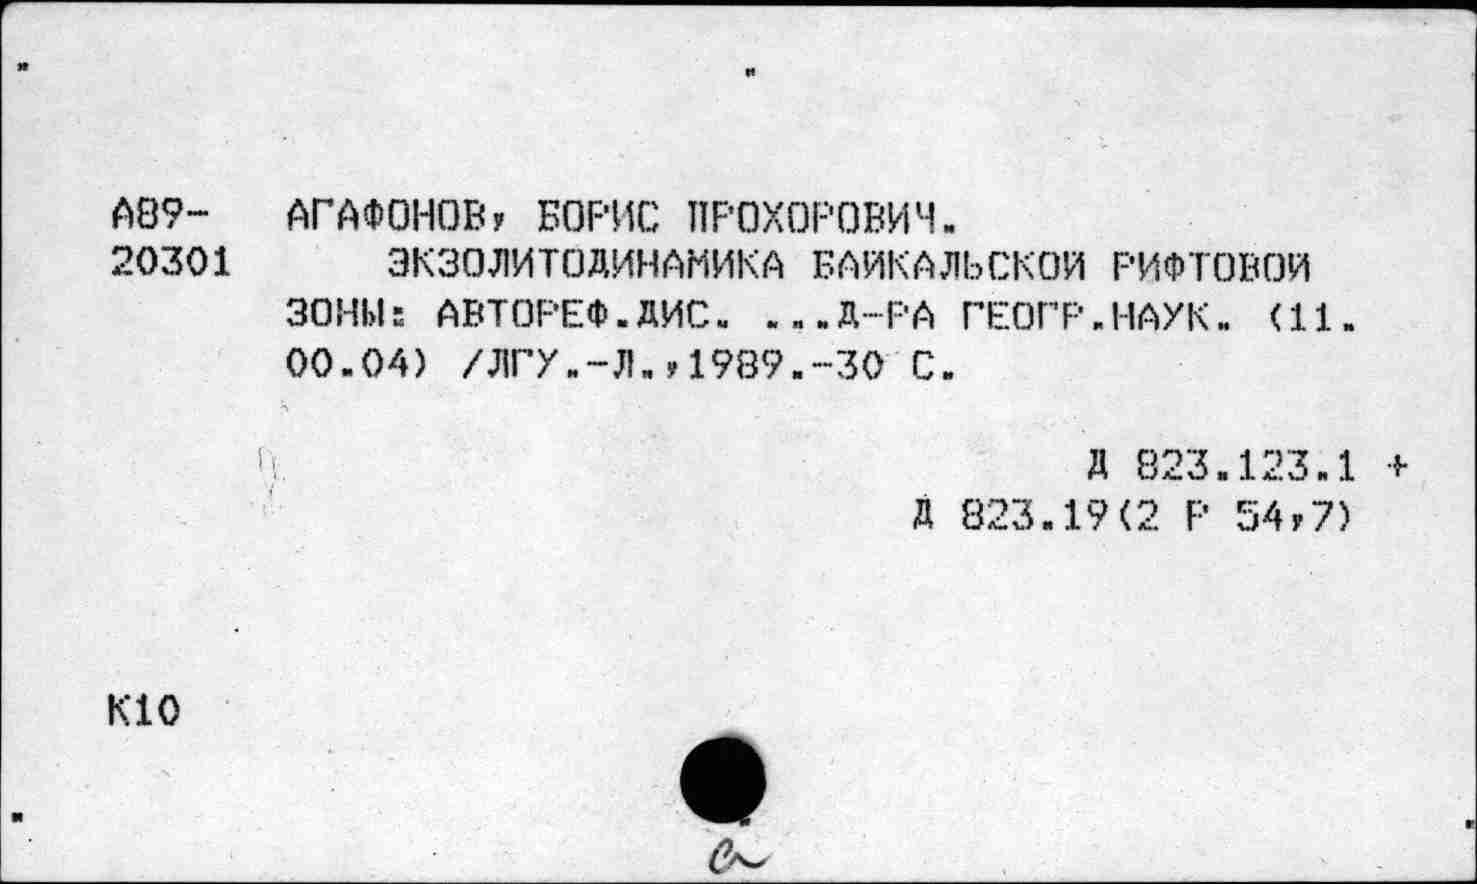 А89-   АГАФОНОВ, БОРИС ПРОХОРОВИЧ.
20301   ЭКЗОЛИТОДИНАМИКА БАЙКАЛЬСКОЙ РИФТОВОЙ
ЗОНЫ: АВТОРЕФ.ДИС. ...Д-РА ГЕОГР.НАУК. (11.
00.04) /ЛГУ.-Л.,1989.-30 С.
Д 823.123.1 +
Д 823.19(2 Р 54,7)
К10